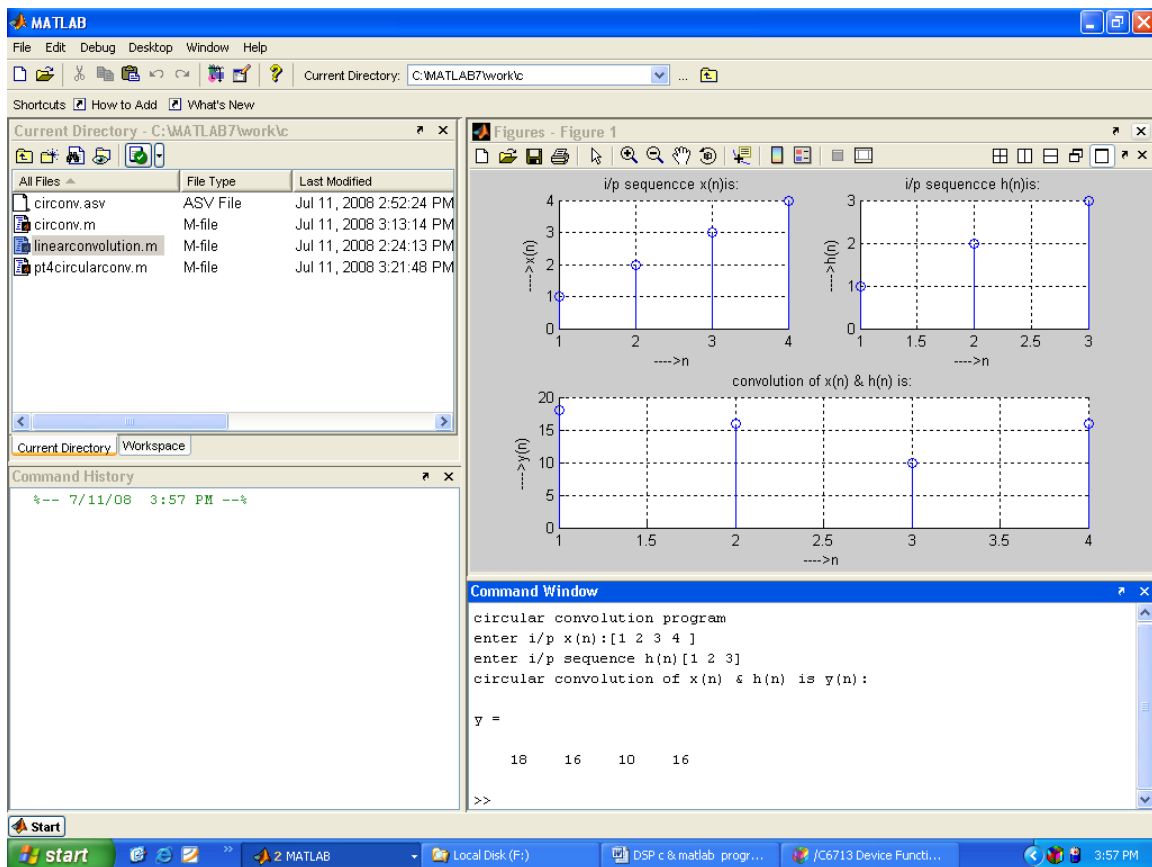 MATLAB
File Edit Debug Desktop Window Help
Current Directory: C:\MATLAB7\work\c ...
Shortcuts How to Add What's New
Current Directory - C:\MATLAB7\work\c
All Files File Type Last Modified
circonv.asv ASV File Jul 11, 2008 2:52:24 PM
circonv.m M-file Jul 11, 2008 3:13:14 PM
linearconvolution.m M-file Jul 11, 2008 2:24:13 PM
pt4circularconv.m M-file Jul 11, 2008 3:21:48 PM
Current Directory Workspace
Command History
%-- 7/11/08 3:57 PM --%
Figures - Figure 1
i/p sequencce x(n)is:
4
3
2
1
0
---->x(n)
1 2 3 4
---->n
i/p sequencce h(n)is:
3
2
1
0
---->h(n)
1 1.5 2 2.5 3
---->n
convolution of x(n) & h(n) is:
20
15
10
5
0
---->y(n)
1 1.5 2 2.5 3 3.5 4
---->n
Command Window
circular convolution program
enter i/p x(n):[1 2 3 4 ]
enter i/p sequence h(n)[1 2 3]
circular convolution of x(n) & h(n) is y(n):
y =
18 16 10 16
>>
Start
start » 2 MATLAB Local Disk (F:) DSP c & matlab progr... /C6713 Device Functi... 3:57 PM